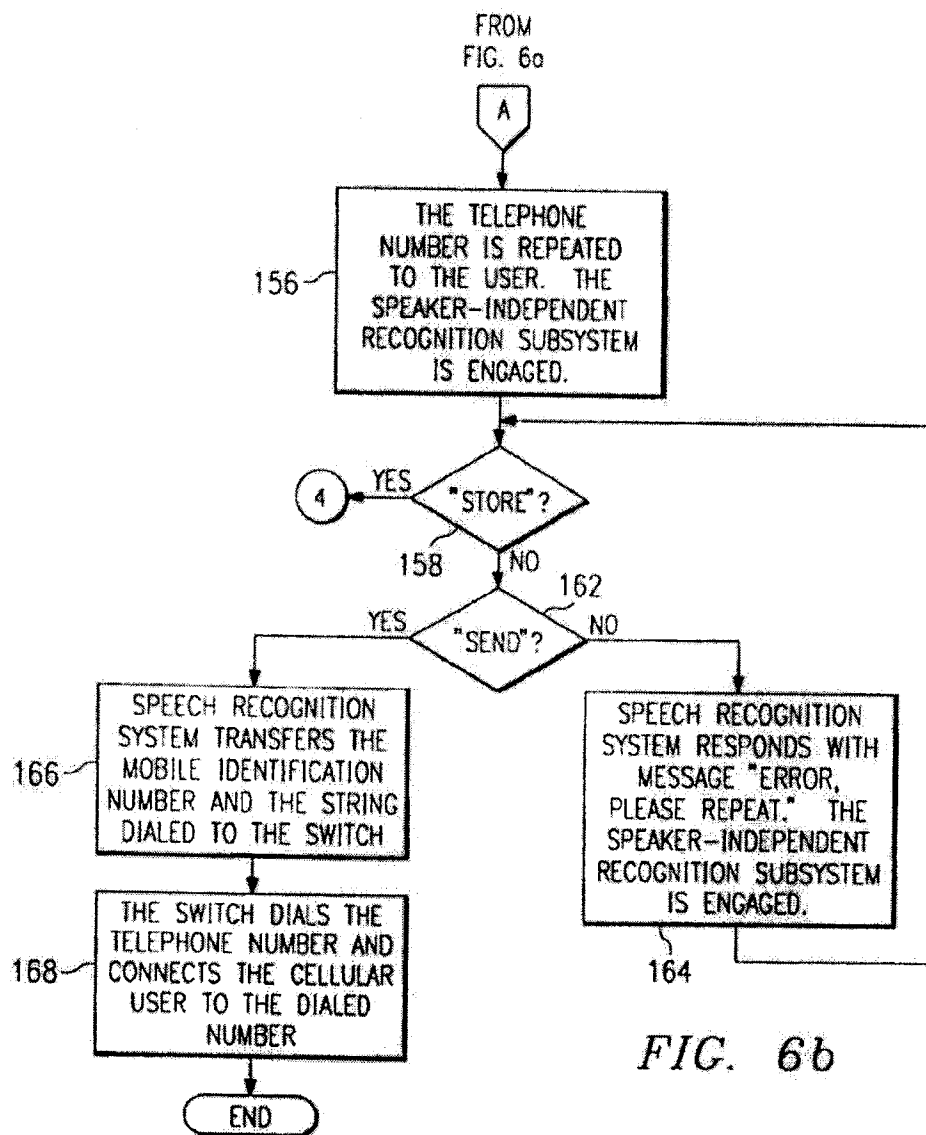 FROM
FIG. 6a
A
THE TELEPHONE
NUMBER IS REPEATED
TO THE USER. THE
SPEAKER-INDEPENDENT
RECOGNITION SUBSYSTEM
IS ENGAGED.
156
YES
4
"STORE"?
158
NO
162
YES
"SEND"?
NO
SPEECH RECOGNITION
SYSTEM TRANSFERS THE
MOBILE IDENTIFICATION
NUMBER AND THE STRING
DIALED TO THE SWITCH
166
SPEECH RECOGNITION
SYSTEM RESPONDS WITH
MESSAGE "ERROR,
PLEASE REPEAT." THE
SPEAKER-INDEPENDENT
RECOGNITION SUBSYSTEM
IS ENGAGED.
164
THE SWITCH DIALS THE
TELEPHONE NUMBER AND
CONNECTS THE CELLULAR
USER TO THE DIALED
NUMBER
168
END
FIG. 6b